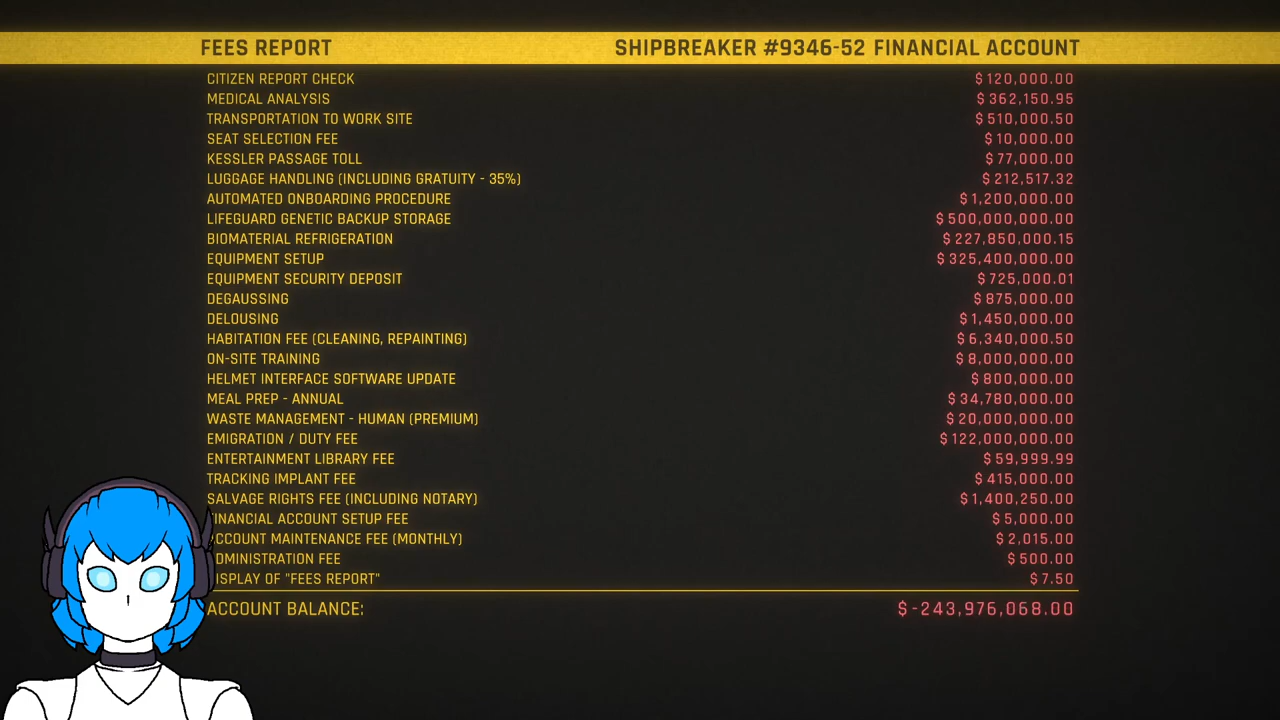 FEES REPORT SHIPBREAKER #9346-52 FINANCIAL ACCOUNT
CITIZEN REPORT CHECK $120,000.00
MEDICAL ANALYSIS $362,150.95
TRANSPORTATION TO WORK SITE $510,000.50
SEAT SELECTION FEE $10,000.00
KESSLER PASSAGE TOLL $77,000.00
LUGGAGE HANDLING (INCLUDING GRATUITY - 35%) $212,517.32
AUTOMATED ONBOARDING PROCEDURE $1,200,000.00
LIFEGUARD GENETIC BACKUP STORAGE $500,000,000.00
BIOMATERIAL REFRIGERATION $227,850,000.15
EQUIPMENT SETUP $325,400,000.00
EQUIPMENT SECURITY DEPOSIT $725,000.01
DEGAUSSING $875,000.00
DELOUSING $1,450,000.00
HABITATION FEE (CLEANING, REPAINTING) $6,340,000.50
ON-SITE TRAINING $8,000,000.00
HELMET INTERFACE SOFTWARE UPDATE $800,000.00
MEAL PREP - ANNUAL $34,780,000.00
WASTE MANAGEMENT - HUMAN (PREMIUM) $20,000,000.00
EMIGRATION / DUTY FEE $122,000,000.00
ENTERTAINMENT LIBRARY FEE $59,999.99
TRACKING IMPLANT FEE $415,000.00
SALVAGE RIGHTS FEE (INCLUDING NOTARY) $1,400,250.00
INANCIAL ACCOUNT SETUP FEE $5,000.00
CCOUNT MAINTENANCE FEE (MONTHLY) $2,015.00
DMINISTRATION FEE $500.00
ISPLAY OF "FEES REPORT" $7.50
ACCOUNT BALANCE: $-243,976,068.00